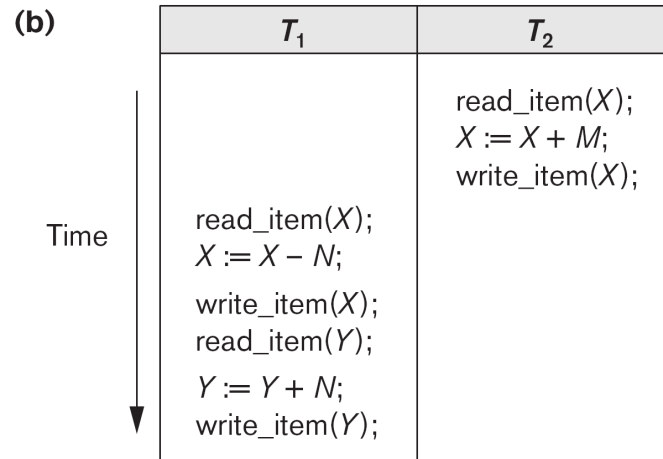 (b)
T₁ T₂
read_item(X);
X := X + M;
write_item(X);
read_item(X);
Time
X := X – N;
write_item(X);
read_item(Y);
Y := Y + N;
write_item(Y);